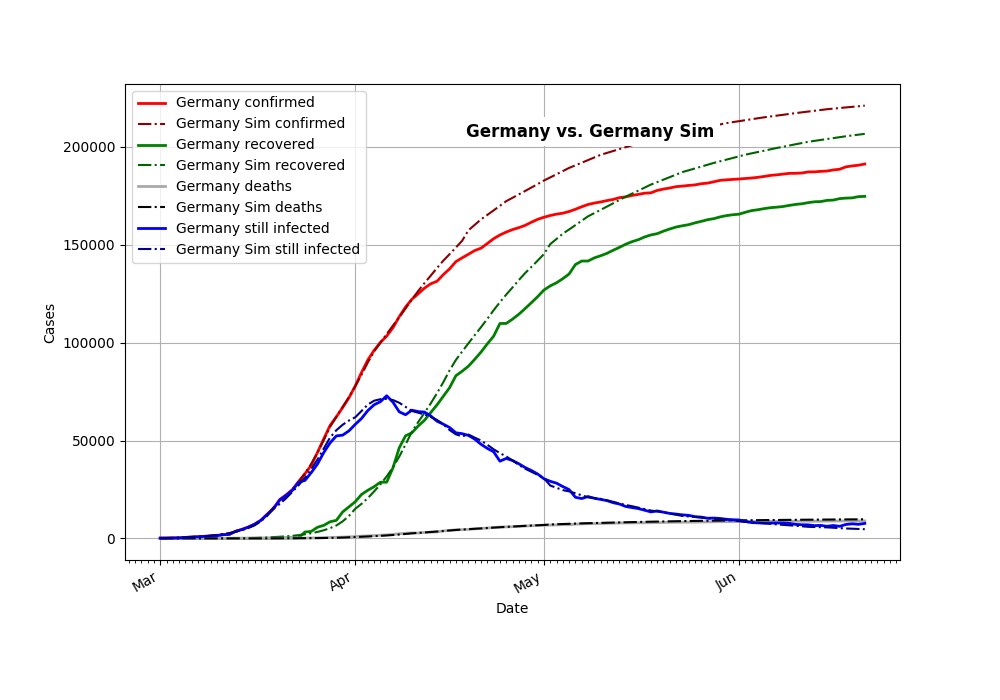 Germany vs. Germany Sim
Germany confirmed
Germany Sim confirmed
Germany recovered
Germany Sim recovered
Germany deaths
Germany Sim deaths
Germany still infected
Germany Sim still infected
Cases
200000
150000
100000
50000
0
Mar Apr May Jun
Date